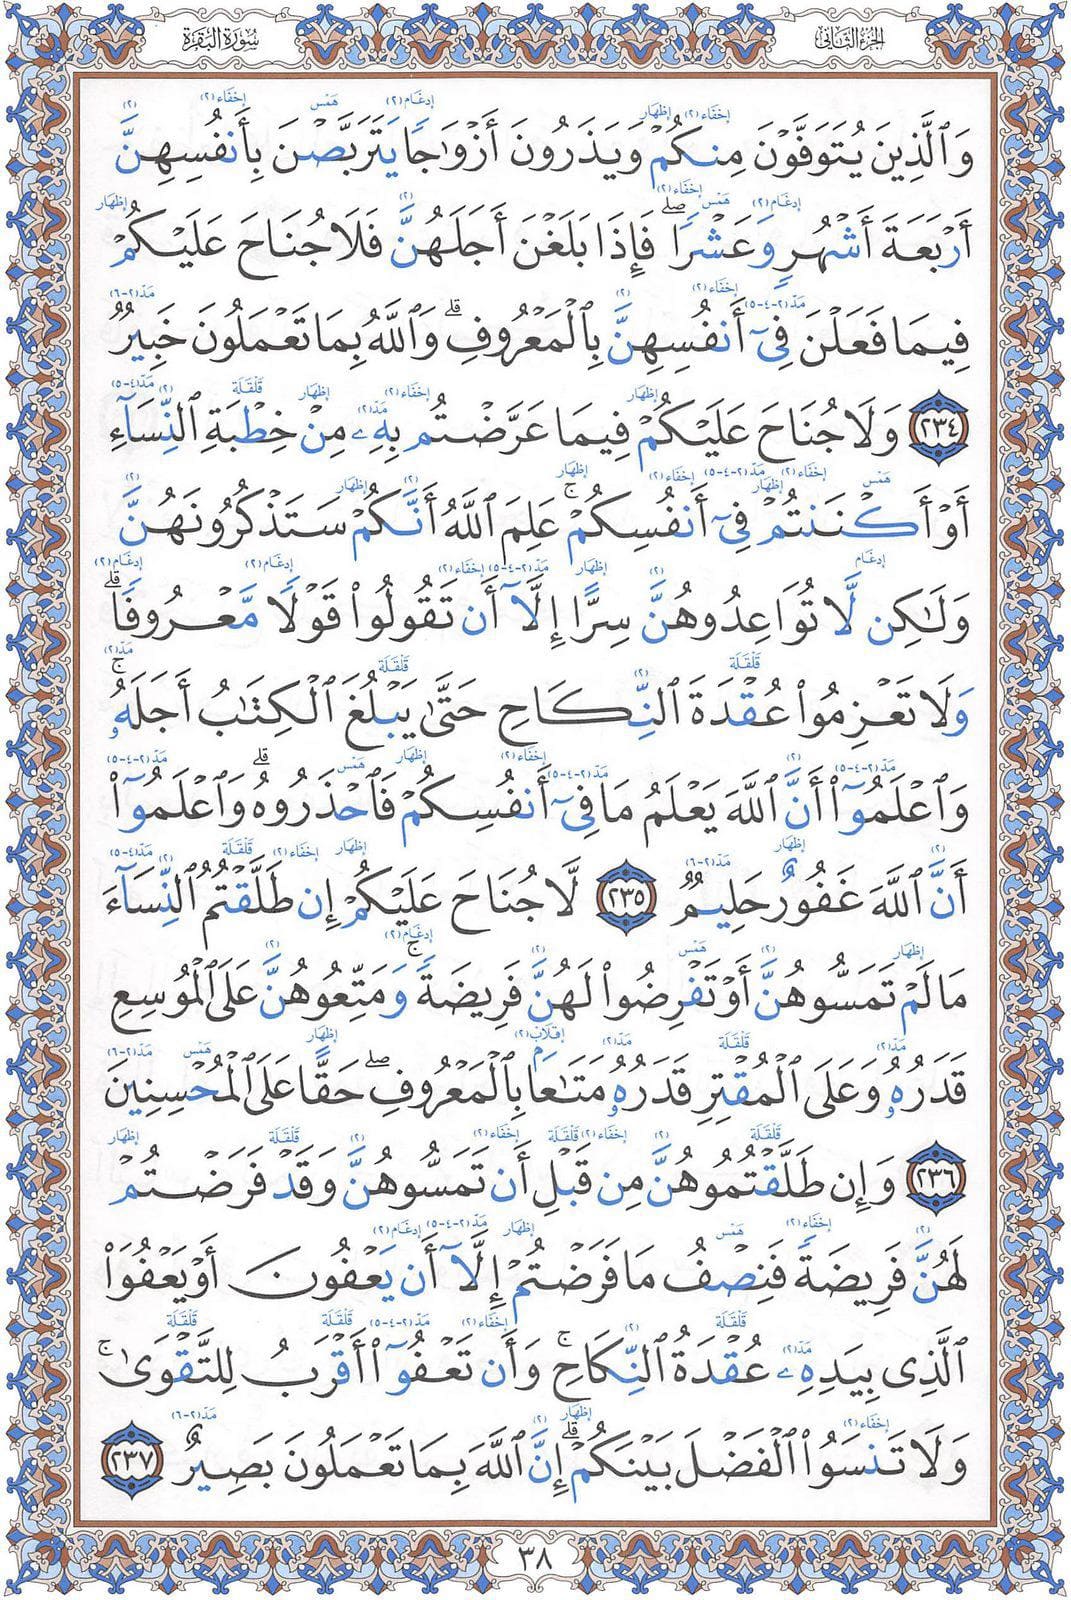 الجزء الثاني
سورة البقرة
وَٱلَّذِينَ يُتَوَفَّوْنَ مِنكُمْ وَيَذَرُونَ أَزْوَٰجًا يَتَرَبَّصْنَ بِأَنفُسِهِنَّ
أَرْبَعَةَ أَشْهُرٍ وَعَشْرًا ۖ فَإِذَا بَلَغْنَ أَجَلَهُنَّ فَلَا جُنَاحَ عَلَيْكُمْ
فِيمَا فَعَلْنَ فِىٓ أَنفُسِهِنَّ بِٱلْمَعْرُوفِ ۗ وَٱللَّهُ بِمَا تَعْمَلُونَ خَبِيرٌ
٢٣٤ وَلَا جُنَاحَ عَلَيْكُمْ فِيمَا عَرَّضْتُم بِهِۦ مِنْ خِطْبَةِ ٱلنِّسَآءِ
أَوْ أَكْنَنتُمْ فِىٓ أَنفُسِكُمْ ۚ عَلِمَ ٱللَّهُ أَنَّكُمْ سَتَذْكُرُونَهُنَّ
وَلَٰكِن لَّا تُوَاعِدُوهُنَّ سِرًّا إِلَّآ أَن تَقُولُوا۟ قَوْلًا مَّعْرُوفًا ۗ
وَلَا تَعْزِمُوا۟ عُقْدَةَ ٱلنِّكَاحِ حَتَّىٰ يَبْلُغَ ٱلْكِتَٰبُ أَجَلَهُۥ ۚ
وَٱعْلَمُوٓا۟ أَنَّ ٱللَّهَ يَعْلَمُ مَا فِىٓ أَنفُسِكُمْ فَٱحْذَرُوهُ ۗ وَٱعْلَمُوٓا۟
أَنَّ ٱللَّهَ غَفُورٌ حَلِيمٌ ٢٣٥ لَّا جُنَاحَ عَلَيْكُمْ إِن طَلَّقْتُمُ ٱلنِّسَآءَ
مَا لَمْ تَمَسُّوهُنَّ أَوْ تَفْرِضُوا۟ لَهُنَّ فَرِيضَةً ۚ وَمَتِّعُوهُنَّ عَلَى ٱلْمُوسِعِ
قَدَرُهُۥ وَعَلَى ٱلْمُقْتِرِ قَدَرُهُۥ مَتَٰعًۢا بِٱلْمَعْرُوفِ ۖ حَقًّا عَلَى ٱلْمُحْسِنِينَ
٢٣٦ وَإِن طَلَّقْتُمُوهُنَّ مِن قَبْلِ أَن تَمَسُّوهُنَّ وَقَدْ فَرَضْتُمْ
لَهُنَّ فَرِيضَةً فَنِصْفُ مَا فَرَضْتُمْ إِلَّآ أَن يَعْفُونَ أَوْ يَعْفُوَا۟
ٱلَّذِى بِيَدِهِۦ عُقْدَةُ ٱلنِّكَاحِ ۚ وَأَن تَعْفُوٓا۟ أَقْرَبُ لِلتَّقْوَىٰ ۚ
وَلَا تَنسَوُا۟ ٱلْفَضْلَ بَيْنَكُمْ ۚ إِنَّ ٱللَّهَ بِمَا تَعْمَلُونَ بَصِيرٌ ٢٣٧
٣٨